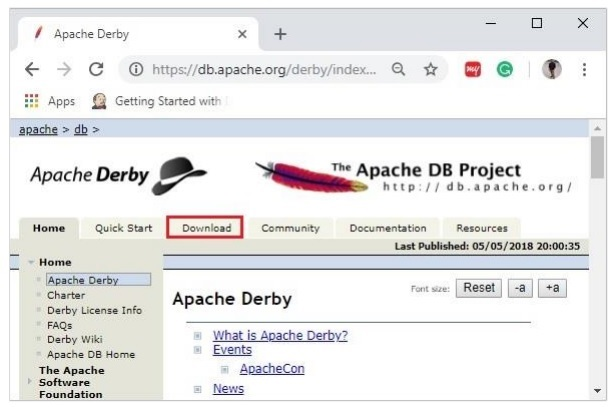 Apache Derby
https://db.apache.org/derby/index...
Apps Getting Started with
apache > db >
Apache Derby
The Apache DB Project
http://db.apache.org/
Home Quick Start Download Community Documentation Resources
Last Published: 05/05/2018 20:00:35
Home
Apache Derby
Charter
Derby License Info
FAQs
Derby Wiki
Apache DB Home
The Apache
Software
Foundation
Font size: Reset -a +a
Apache Derby
What is Apache Derby?
Events
ApacheCon
News